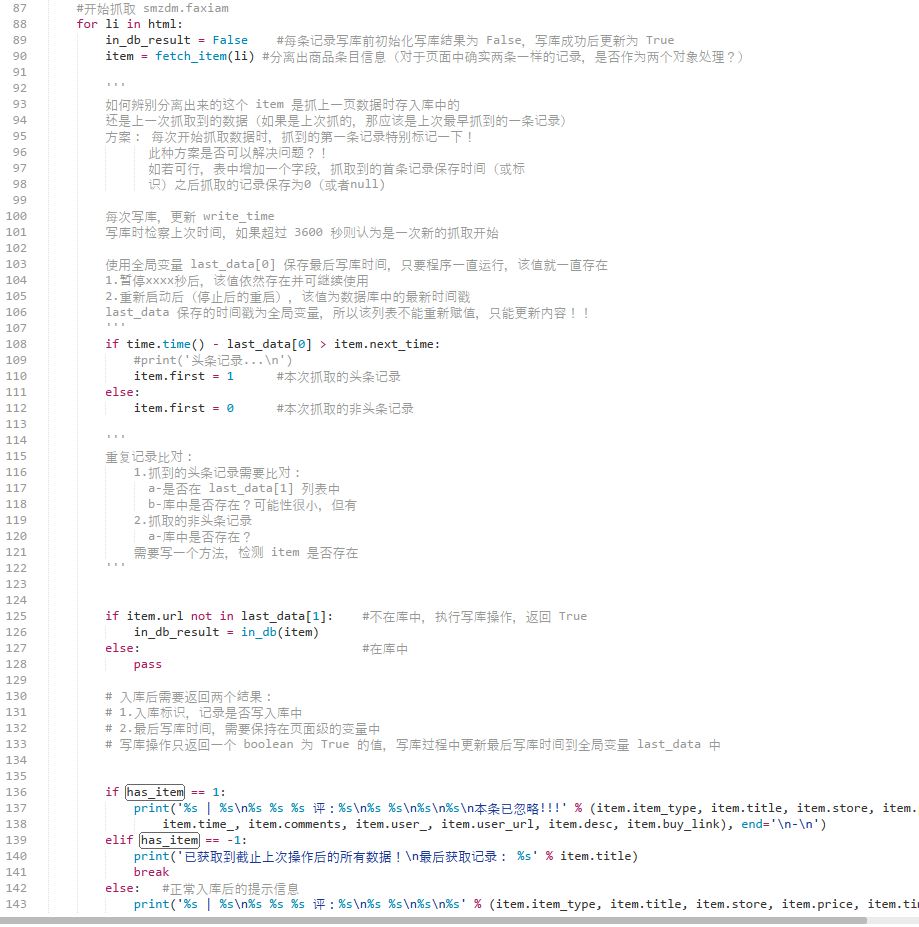 87 #开始抓取 smzdm.faxiam
88 for li in html:
89 in_db_result = False #每条记录写库前初始化写库结果为 False, 写库成功后更新为 True
90 item = fetch_item(li) #分离出商品条目信息（对于页面中确实两条一样的记录，是否作为两个对象处理？）
91
92 '''
93 如何辨别分离出来的这个 item 是抓上一页数据时存入库中的
94 还是上一次抓取到的数据（如果是上次抓的，那应该是上次最早抓到的一条记录）
95 方案： 每次开始抓取数据时，抓到的第一条记录特别标记一下！
96 此种方案是否可以解决问题？！
97 如若可行，表中增加一个字段，抓取到的首条记录保存时间（或标
98 识）之后抓取的记录保存为0（或者null)
99
100 每次写库，更新 write_time
101 写库时检察上次时间，如果超过 3600 秒则认为是一次新的抓取开始
102
103 使用全局变量 last_data[0] 保存最后写库时间，只要程序一直运行，该值就一直存在
104 1.暂停xxxx秒后，该值依然存在并可继续使用
105 2.重新启动后（停止后的重启），该值为数据库中的最新时间戳
106 last_data 保存的时间戳为全局变量，所以该列表不能重新赋值，只能更新内容！！
107 '''
108 if time.time() - last_data[0] > item.next_time:
109 #print('头条记录...\n')
110 item.first = 1 #本次抓取的头条记录
111 else:
112 item.first = 0 #本次抓取的非头条记录
113
114 '''
115 重复记录比对：
116 1.抓到的头条记录需要比对：
117 a-是否在 last_data[1] 列表中
118 b-库中是否存在？可能性很小，但有
119 2.抓取的非头条记录
120 a-库中是否存在？
121 需要写一个方法，检测 item 是否存在
122 '''
123
124
125 if item.url not in last_data[1]: #不在库中，执行写库操作，返回 True
126 in_db_result = in_db(item)
127 else: #在库中
128 pass
129
130 # 入库后需要返回两个结果：
131 # 1.入库标识，记录是否写入库中
132 # 2.最后写库时间，需要保持在页面级的变量中
133 # 写库操作只返回一个 boolean 为 True 的值，写库过程中更新最后写库时间到全局变量 last_data 中
134
135
136 if has_item == 1:
137 print('%s | %s\n%s %s %s 评：%s\n%s %s\n%s\n%s\n本条已忽略!!!' % (item.item_type, item.title, item.store, item.
138 item.time_, item.comments, item.user_, item.user_url, item.desc, item.buy_link), end='\n-\n')
139 elif has_item == -1:
140 print('已获取到截止上次操作后的所有数据！\n最后获取记录： %s' % item.title)
141 break
142 else: #正常入库后的提示信息
143 print('%s | %s\n%s %s %s 评：%s\n%s %s\n%s\n%s' % (item.item_type, item.title, item.store, item.price, item.ti